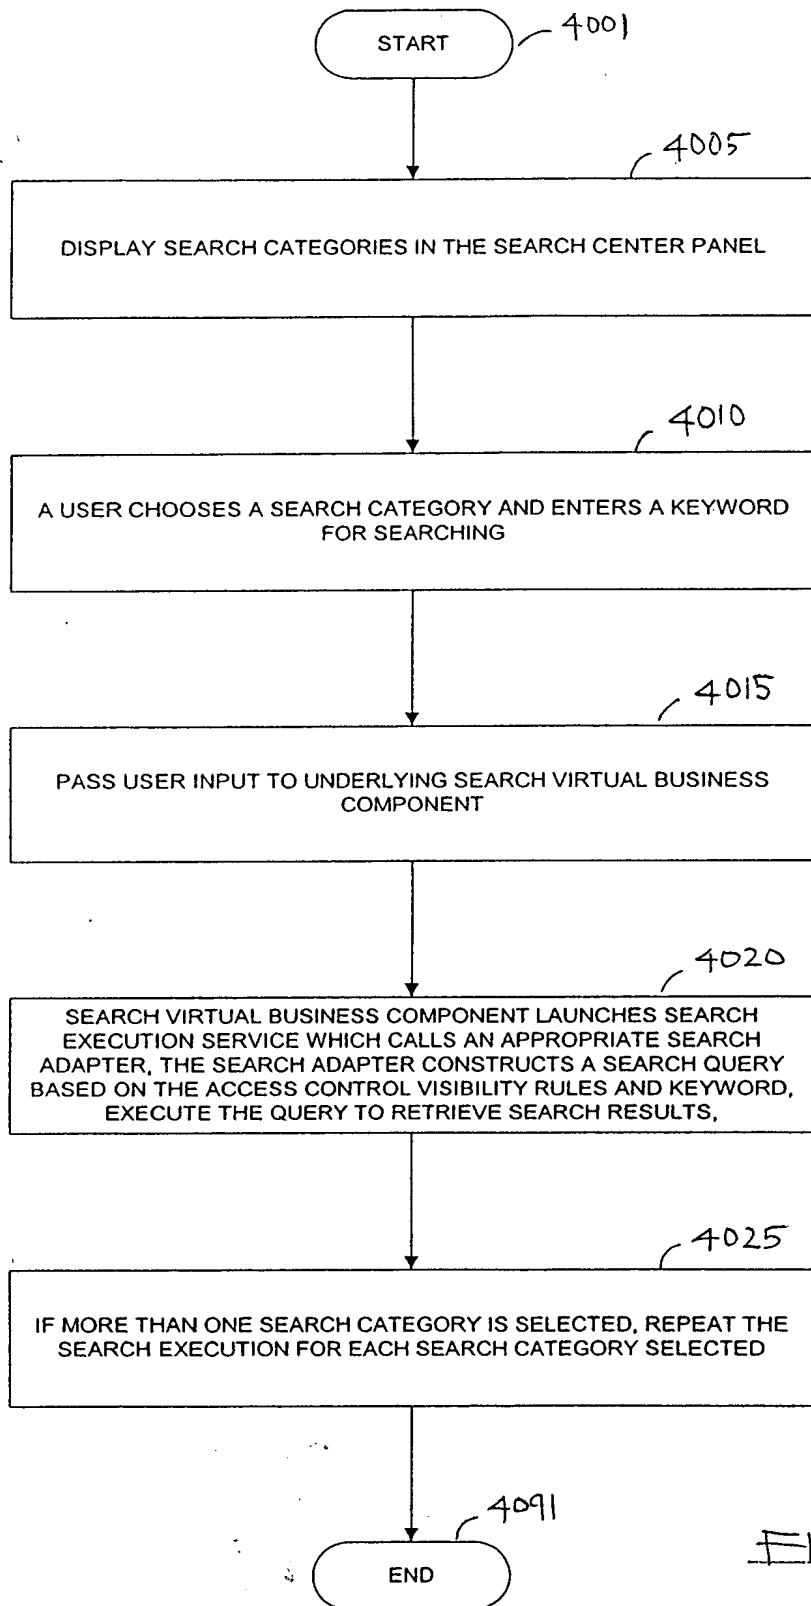 START
4001
4005
DISPLAY SEARCH CATEGORIES IN THE SEARCH CENTER PANEL
4010
A USER CHOOSES A SEARCH CATEGORY AND ENTERS A KEYWORD
FOR SEARCHING
4015
PASS USER INPUT TO UNDERLYING SEARCH VIRTUAL BUSINESS
COMPONENT
4020
SEARCH VIRTUAL BUSINESS COMPONENT LAUNCHES SEARCH
EXECUTION SERVICE WHICH CALLS AN APPROPRIATE SEARCH
ADAPTER. THE SEARCH ADAPTER CONSTRUCTS A SEARCH QUERY
BASED ON THE ACCESS CONTROL VISIBILITY RULES AND KEYWORD,
EXECUTE THE QUERY TO RETRIEVE SEARCH RESULTS.
4025
IF MORE THAN ONE SEARCH CATEGORY IS SELECTED, REPEAT THE
SEARCH EXECUTION FOR EACH SEARCH CATEGORY SELECTED
4091
END